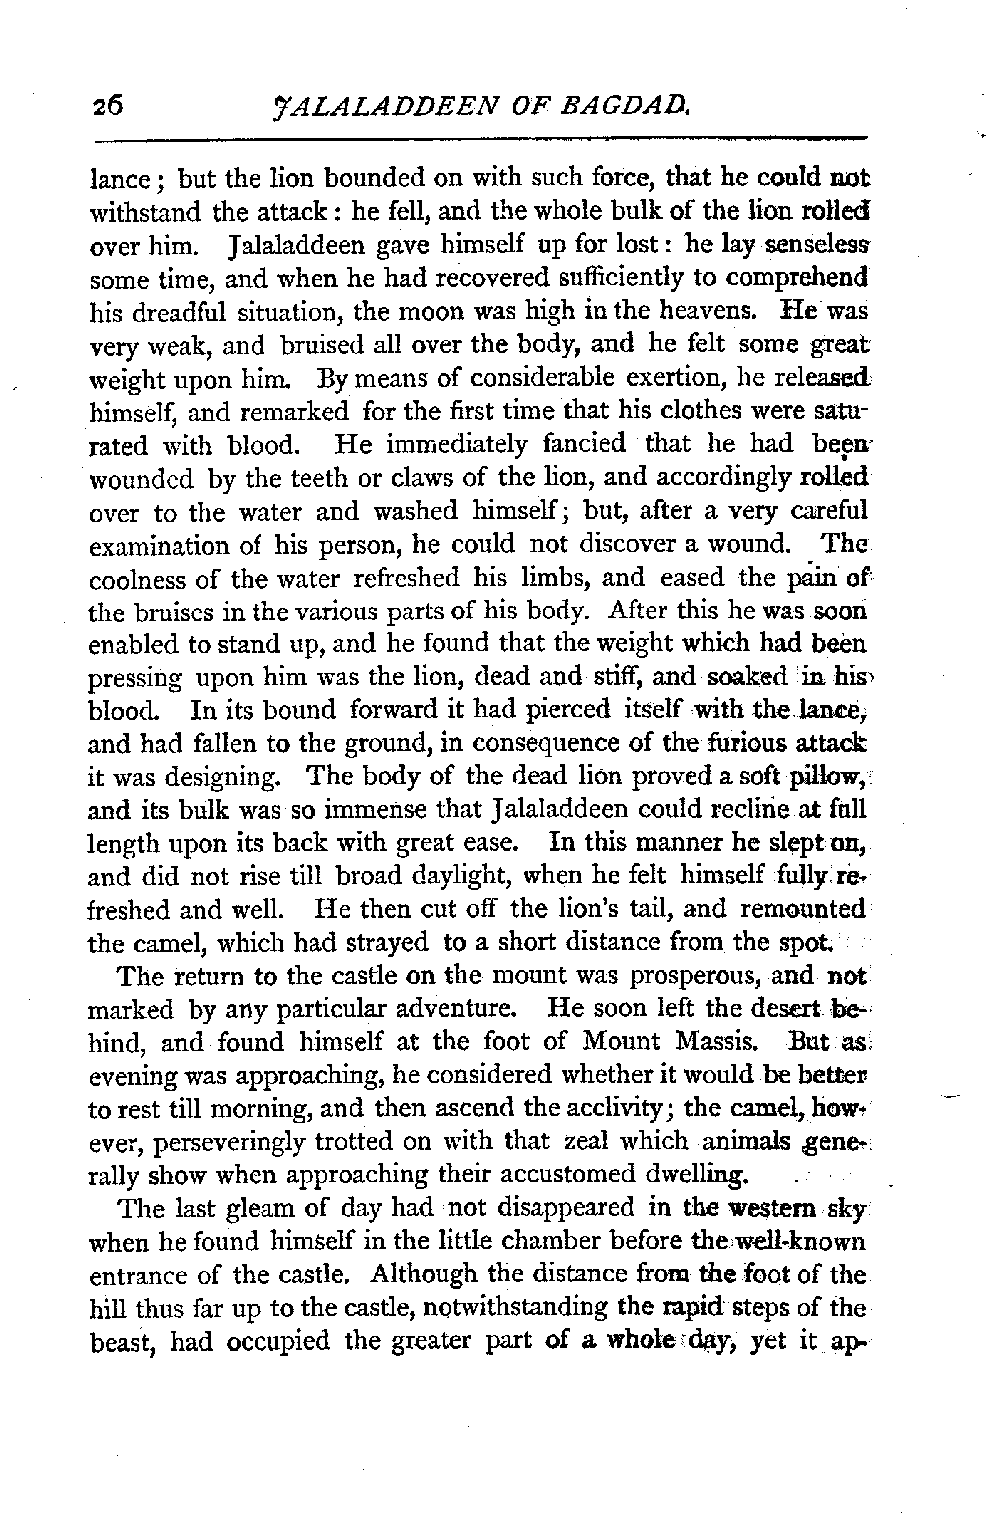 26 JALALADDEEN OF BAGDAD.
lance; but the lion bounded on with such force, that he could not
withstand the attack: he fell, and the whole bulk of the lion rolled
over him. Jalaladdeen gave himself up for lost: he lay senseless
some time, and when he had recovered sufficiently to comprehend
his dreadful situation, the moon was high in the heavens. He was
very weak, and bruised all over the body, and he felt some great
weight upon him. By means of considerable exertion, he released
himself, and remarked for the first time that his clothes were satu-
rated with blood. He immediately fancied that he had been
wounded by the teeth or claws of the lion, and accordingly rolled
over to the water and washed himself; but, after a very careful
examination of his person, he could not discover a wound. The
coolness of the water refreshed his limbs, and eased the pain of
the bruises in the various parts of his body. After this he was soon
enabled to stand up, and he found that the weight which had been
pressing upon him was the lion, dead and stiff, and soaked in his
blood. In its bound forward it had pierced itself with the lance,
and had fallen to the ground, in consequence of the furious attack
it was designing. The body of the dead lion proved a soft pillow,
and its bulk was so immense that Jalaladdeen could recline at full
length upon its back with great ease. In this manner he slept on,
and did not rise till broad daylight, when he felt himself fully re-
freshed and well. He then cut off the lion's tail, and remounted
the camel, which had strayed to a short distance from the spot.
The return to the castle on the mount was prosperous, and not
marked by any particular adventure. He soon left the desert be-
hind, and found himself at the foot of Mount Massis. But as
evening was approaching, he considered whether it would be better
to rest till morning, and then ascend the acclivity; the camel, how-
ever, perseveringly trotted on with that zeal which animals gene-
rally show when approaching their accustomed dwelling.
The last gleam of day had not disappeared in the western sky
when he found himself in the little chamber before the well-known
entrance of the castle. Although the distance from the foot of the
hill thus far up to the castle, notwithstanding the rapid steps of the
beast, had occupied the greater part of a whole day, yet it ap-